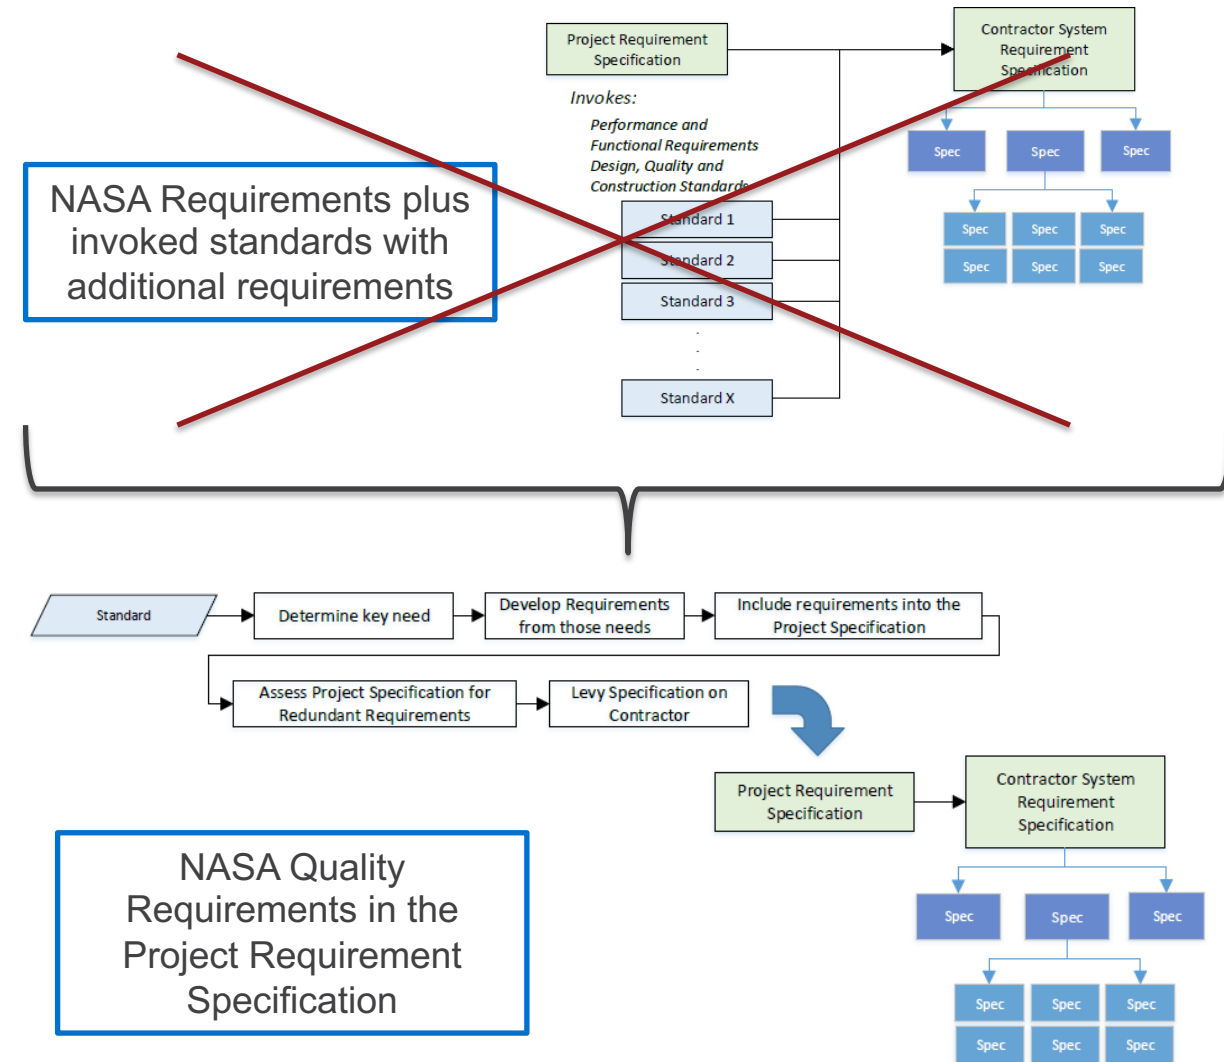 Project Requirement
Specification
Contractor System
Requirement
Specification
Invokes:
Performance and
Functional Requirements
Design, Quality and
Construction Standards
NASA Requirements plus
invoked standards with
additional requirements
Standard 1
Standard 2
Standard 3
.
.
.
Standard X
Spec
Spec
Spec
Spec
Spec
Spec
Spec
Spec
Spec
Standard
Determine key need
Develop Requirements
from those needs
Include requirements into the
Project Specification
Assess Project Specification for
Redundant Requirements
Levy Specification on
Contractor
Project Requirement
Specification
Contractor System
Requirement
Specification
NASA Quality
Requirements in the
Project Requirement
Specification
Spec
Spec
Spec
Spec
Spec
Spec
Spec
Spec
Spec